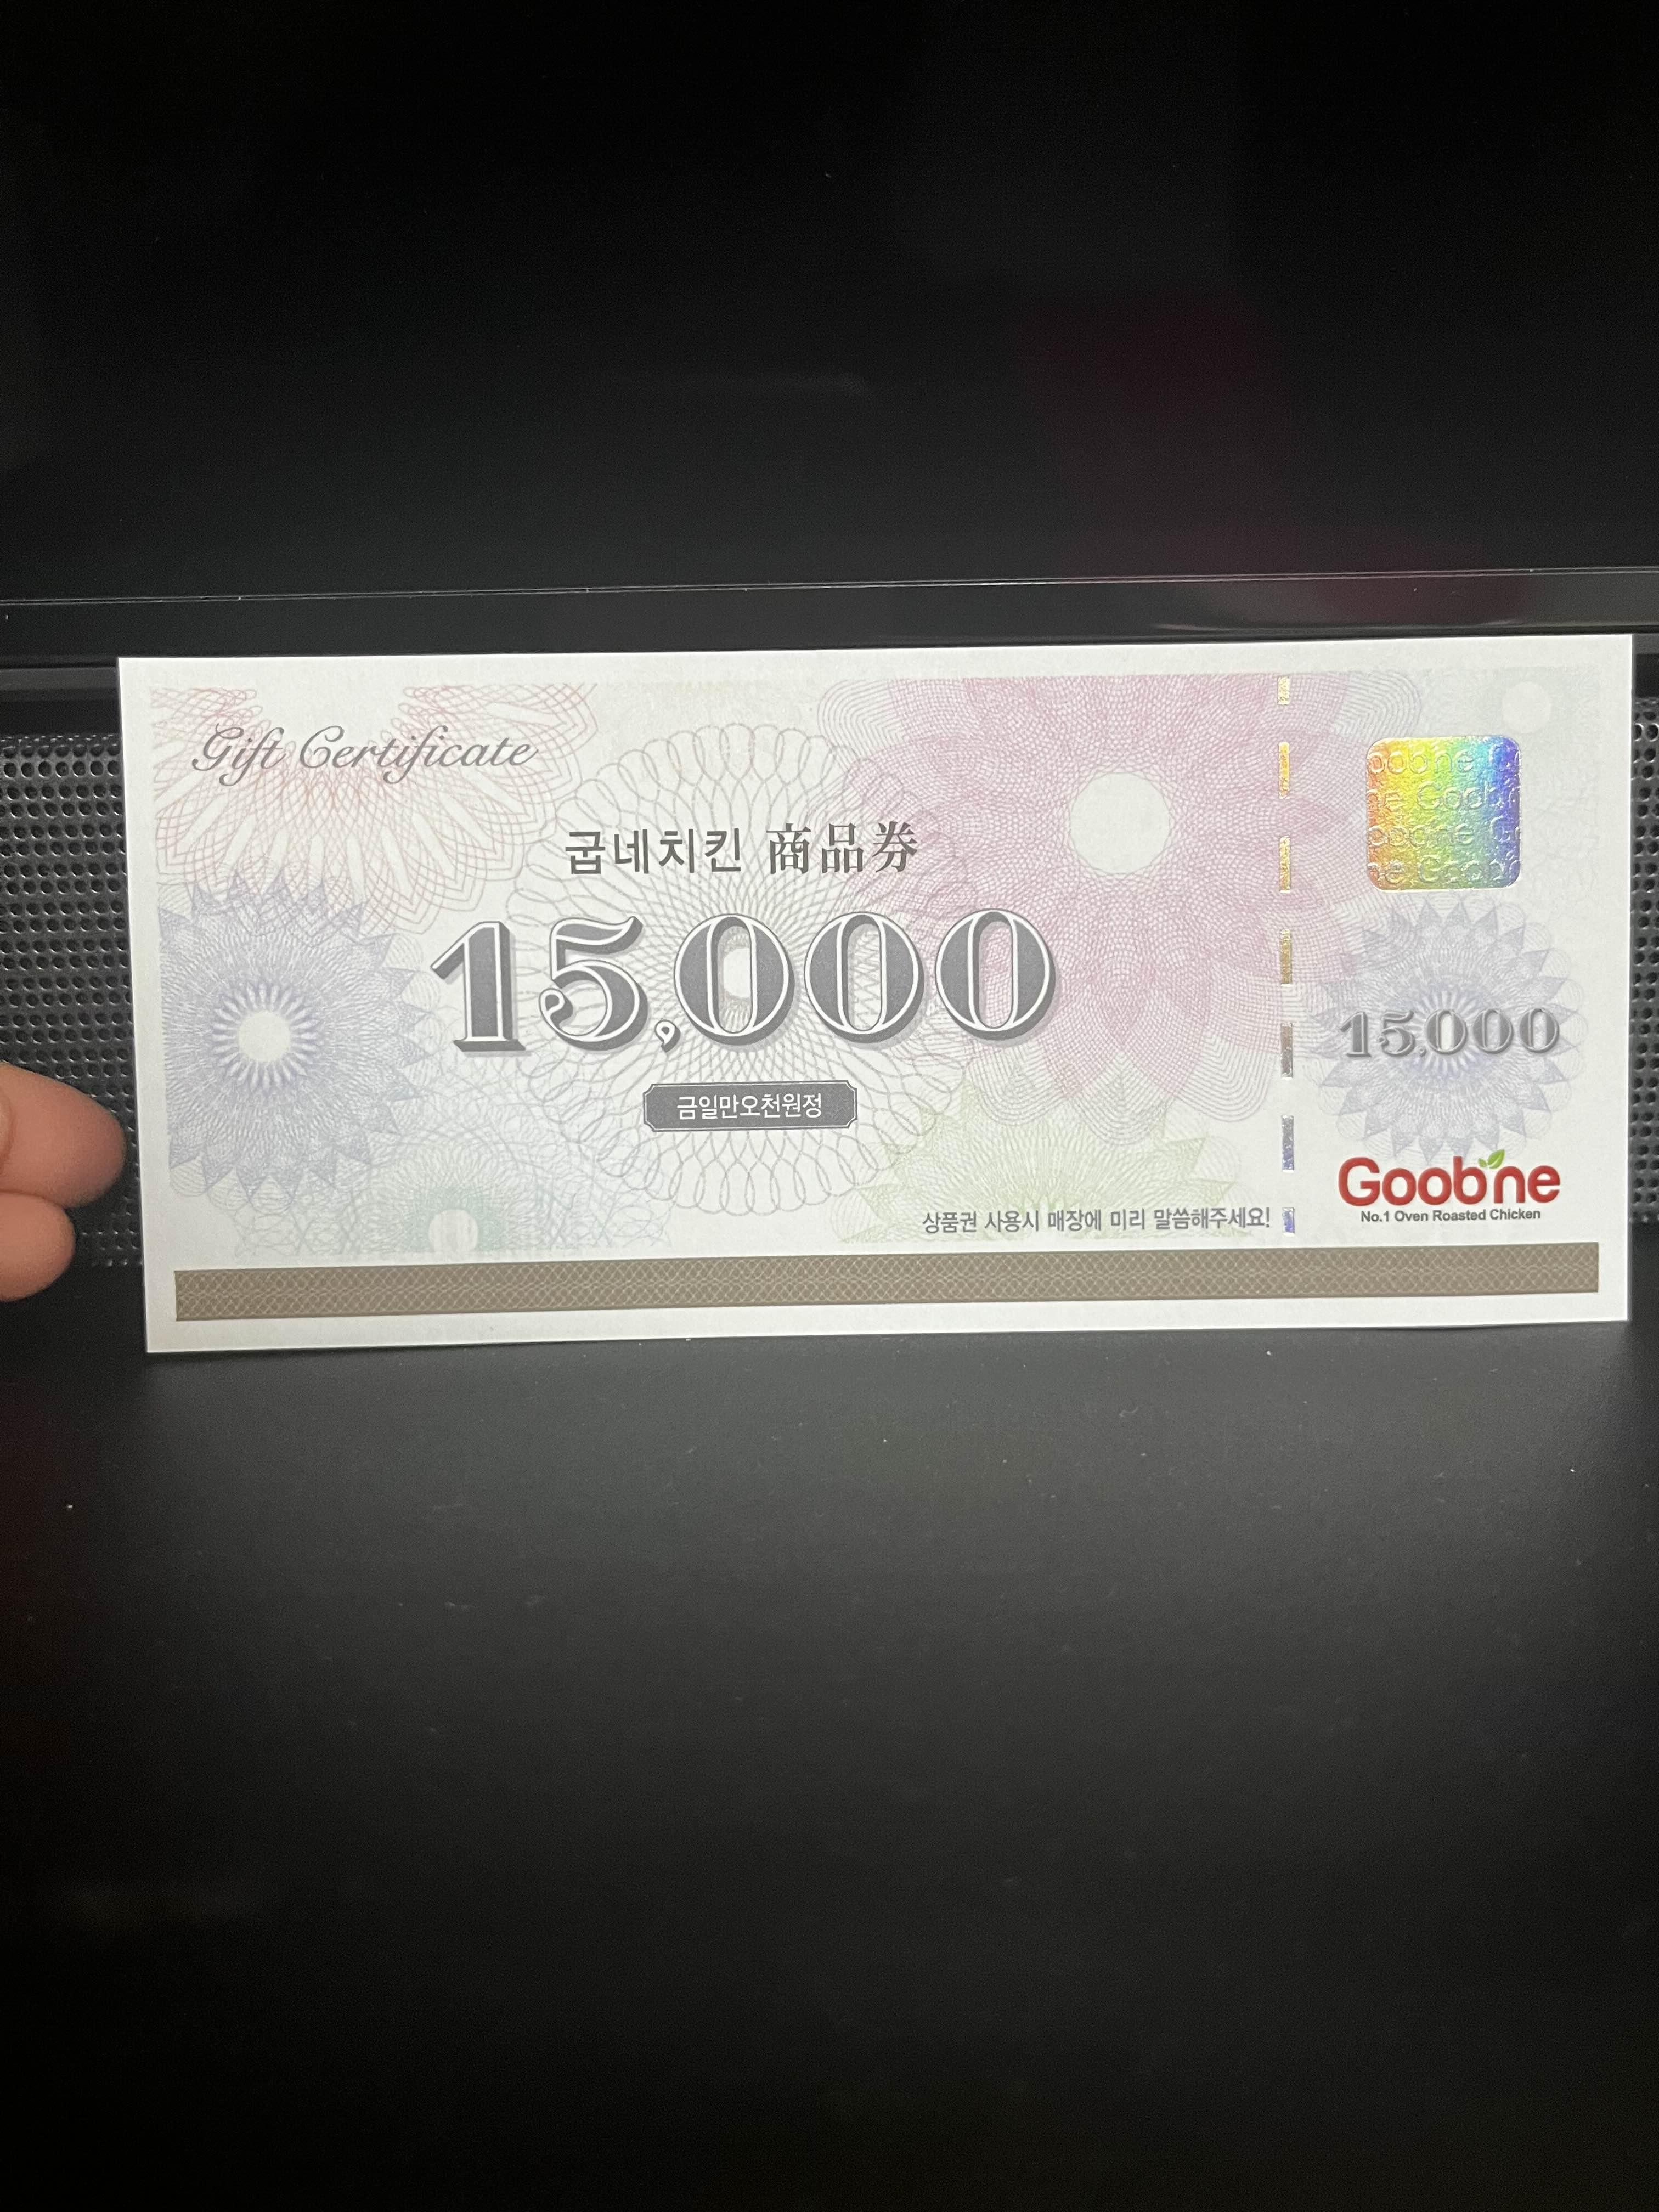 Gift Certificate
굽네치킨 商品券
15,000
금일만오천원정
상품권 사용시 매장에 미리 말씀해주세요!
15,000
Goobne
No.1 Oven Roasted Chicken